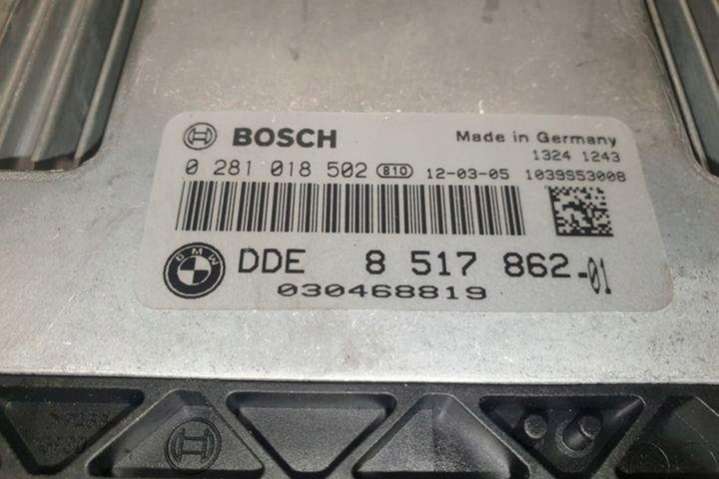 BOSCH Made in Germany
1324 1243
0 281 018 502 810 12-03-05 1039S53008
BMW DDE 8 517 862-01
030468819